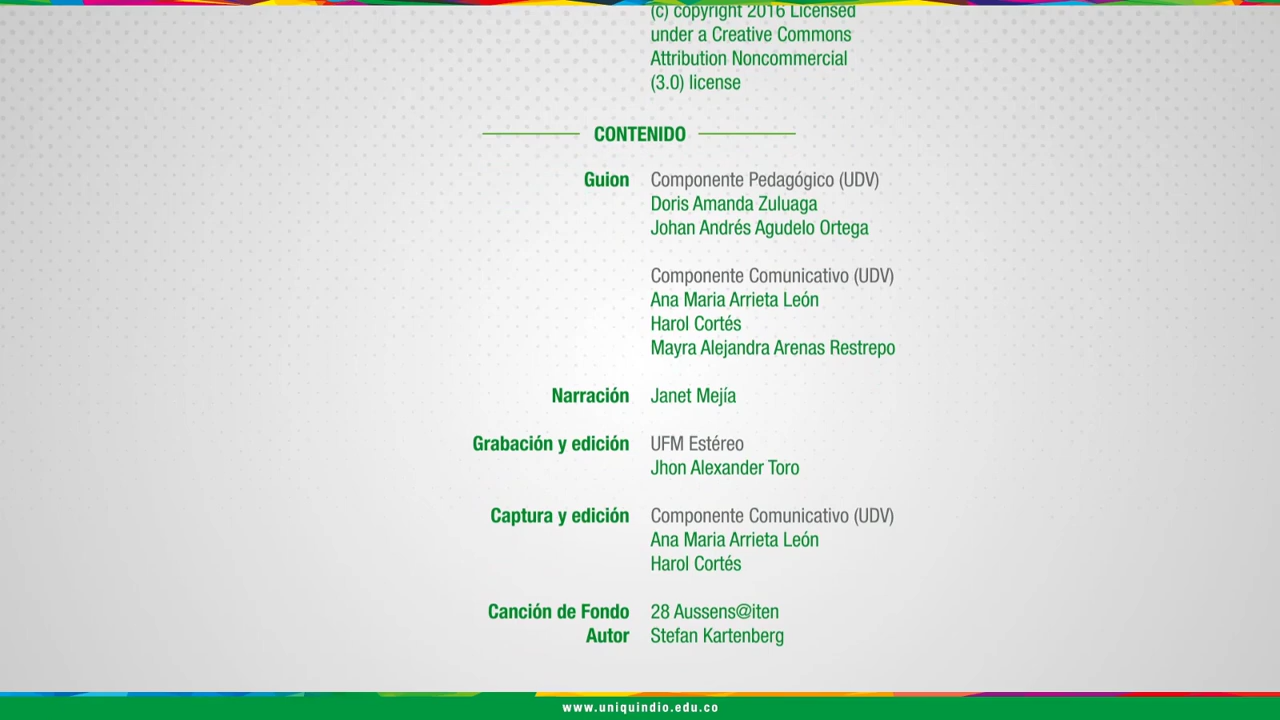 (c) copyright 2016 Licensed
under a Creative Commons
Attribution Noncommercial
(3.0) license
CONTENIDO
Guion Componente Pedagógico (UDV)
Doris Amanda Zuluaga
Johan Andrés Agudelo Ortega
Componente Comunicativo (UDV)
Ana Maria Arrieta León
Harol Cortés
Mayra Alejandra Arenas Restrepo
Narración Janet Mejía
Grabación y edición UFM Estéreo
Jhon Alexander Toro
Captura y edición Componente Comunicativo (UDV)
Ana Maria Arrieta León
Harol Cortés
Canción de Fondo 28 Aussens@iten
Autor Stefan Kartenberg
www.uniquindio.edu.co